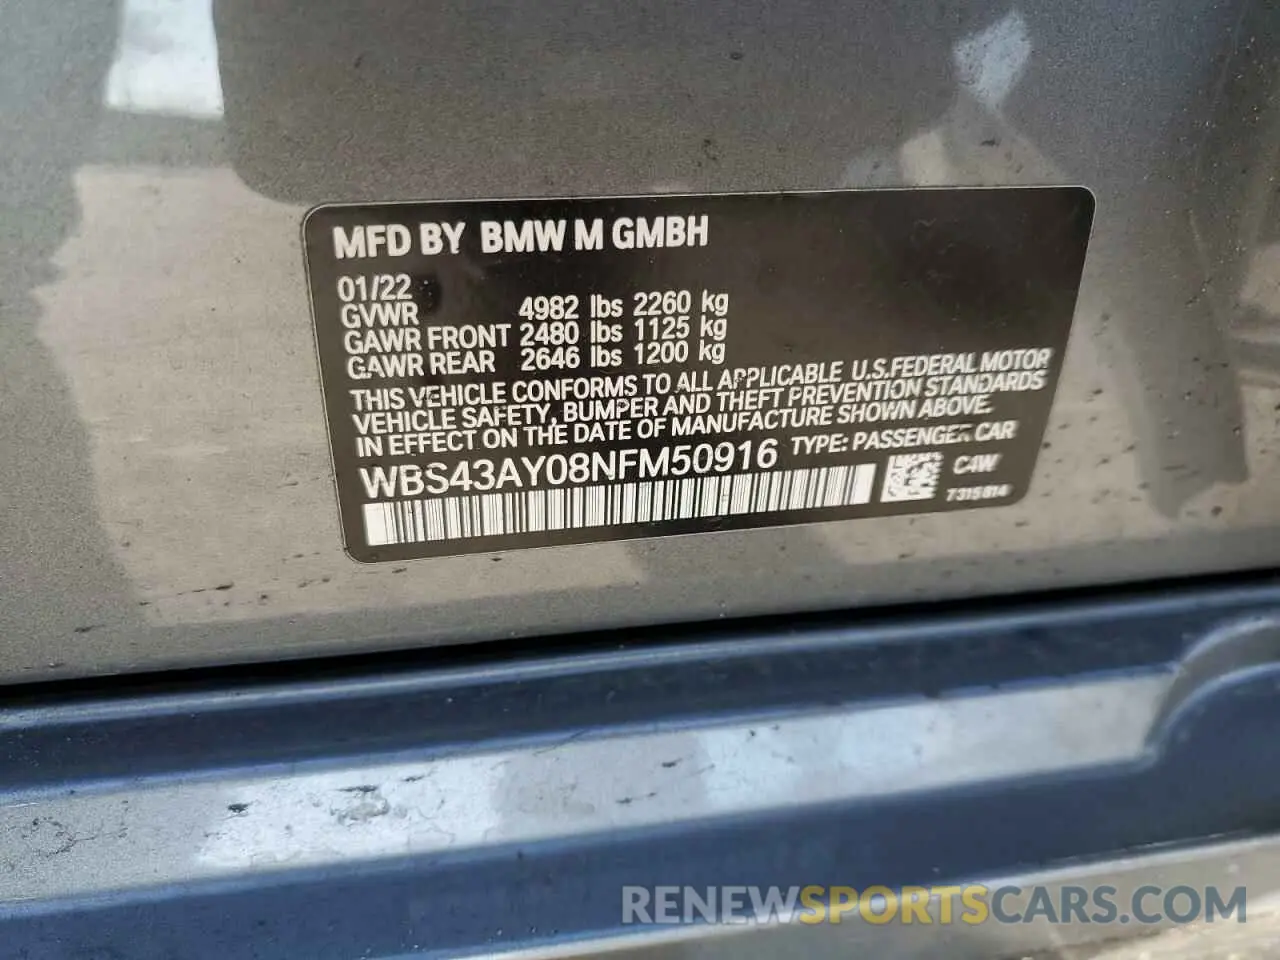 MFD BY BMW M GMBH
01/22
GVWR 4982 lbs 2260 kg
GAWR FRONT 2480 lbs 1125 kg
GAWR REAR 2646 lbs 1200 kg
THIS VEHICLE CONFORMS TO ALL APPLICABLE U.S.FEDERAL MOTOR
VEHICLE SAFETY, BUMPER AND THEFT PREVENTION STANDARDS
IN EFFECT ON THE DATE OF MANUFACTURE SHOWN ABOVE.
WBS43AY08NFM50916 TYPE: PASSENGER CAR
C4W
7315814
RENEWSPORTSCARS.COM